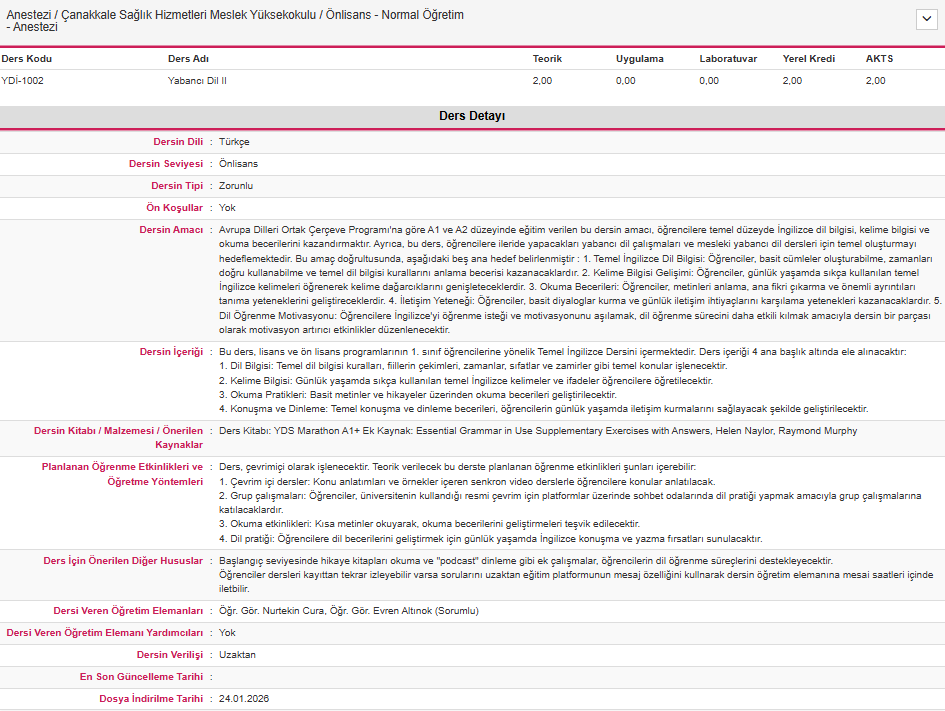 Anestezi / Çanakkale Sağlık Hizmetleri Meslek Yüksekokulu / Önlisans - Normal Öğretim
- Anestezi
Ders Kodu Ders Adı Teorik Uygulama Laboratuvar Yerel Kredi AKTS
YDİ-1002 Yabancı Dil II 2,00 0,00 0,00 2,00 2,00
Ders Detayı
Dersin Dili : Türkçe
Dersin Seviyesi : Önlisans
Dersin Tipi : Zorunlu
Ön Koşullar : Yok
Dersin Amacı : Avrupa Dilleri Ortak Çerçeve Programı'na göre A1 ve A2 düzeyinde eğitim verilen bu dersin amacı, öğrencilere temel düzeyde İngilizce dil bilgisi, kelime bilgisi ve
okuma becerilerini kazandırmaktır. Ayrıca, bu ders, öğrencilere ileride yapacakları yabancı dil çalışmaları ve mesleki yabancı dil dersleri için temel oluşturmayı
hedeflemektedir. Bu amaç doğrultusunda, aşağıdaki beş ana hedef belirlenmiştir : 1. Temel İngilizce Dil Bilgisi: Öğrenciler, basit cümleler oluşturabilme, zamanları
doğru kullanabilme ve temel dil bilgisi kurallarını anlama becerisi kazanacaklardır. 2. Kelime Bilgisi Gelişimi: Öğrenciler, günlük yaşamda sıkça kullanılan temel
İngilizce kelimeleri öğrenerek kelime dağarcıklarını genişleteceklerdir. 3. Okuma Becerileri: Öğrenciler, metinleri anlama, ana fikri çıkarma ve önemli ayrıntıları
tanıma yeteneklerini geliştireceklerdir. 4. İletişim Yeteneği: Öğrenciler, basit diyaloglar kurma ve günlük iletişim ihtiyaçlarını karşılama yetenekleri kazanacaklardır. 5.
Dil Öğrenme Motivasyonu: Öğrencilere İngilizce'yi öğrenme isteği ve motivasyonunu aşılamak, dil öğrenme sürecini daha etkili kılmak amacıyla dersin bir parçası
olarak motivasyon artırıcı etkinlikler düzenlenecektir.
Dersin İçeriği : Bu ders, lisans ve ön lisans programlarının 1. sınıf öğrencilerine yönelik Temel İngilizce Dersini içermektedir. Ders içeriği 4 ana başlık altında ele alınacaktır:
1. Dil Bilgisi: Temel dil bilgisi kuralları, fiillerin çekimleri, zamanlar, sıfatlar ve zamirler gibi temel konular işlenecektir.
2. Kelime Bilgisi: Günlük yaşamda sıkça kullanılan temel İngilizce kelimeler ve ifadeler öğrencilere öğretilecektir.
3. Okuma Pratikleri: Basit metinler ve hikayeler üzerinden okuma becerileri geliştirilecektir.
4. Konuşma ve Dinleme: Temel konuşma ve dinleme becerileri, öğrencilerin günlük yaşamda iletişim kurmalarını sağlayacak şekilde geliştirilecektir.
Dersin Kitabı / Malzemesi / Önerilen : Ders Kitabı: YDS Marathon A1+ Ek Kaynak: Essential Grammar in Use Supplementary Exercises with Answers, Helen Naylor, Raymond Murphy
Kaynaklar
Planlanan Öğrenme Etkinlikleri ve : Ders, çevrimiçi olarak işlenecektir. Teorik verilecek bu derste planlanan öğrenme etkinlikleri şunları içerebilir:
Öğretme Yöntemleri 1. Çevrim içi dersler: Konu anlatımları ve örnekler içeren senkron video derslerle öğrencilere konular anlatılacak.
2. Grup çalışmaları: Öğrenciler, üniversitenin kullandığı resmi çevrim için platformlar üzerinde sohbet odalarında dil pratiği yapmak amacıyla grup çalışmalarına
katılacaklardır.
3. Okuma etkinlikleri: Kısa metinler okuyarak, okuma becerilerini geliştirmeleri teşvik edilecektir.
4. Dil pratiği: Öğrencilere dil becerilerini geliştirmek için günlük yaşamda İngilizce konuşma ve yazma fırsatları sunulacaktır.
Ders İçin Önerilen Diğer Hususlar : Başlangıç seviyesinde hikaye kitapları okuma ve "podcast" dinleme gibi ek çalışmalar, öğrencilerin dil öğrenme süreçlerini destekleyecektir.
Öğrenciler dersleri kayıttan tekrar izleyebilir varsa sorularını uzaktan eğitim platformunun mesaj özelliğini kullnarak dersin öğretim elemanına mesai saatleri içinde
iletbilir.
Dersi Veren Öğretim Elemanları : Öğr. Gör. Nurtekin Cura, Öğr. Gör. Evren Altınok (Sorumlu)
Dersi Veren Öğretim Elemanı Yardımcıları : Yok
Dersin Verilişi : Uzaktan
En Son Güncelleme Tarihi :
Dosya İndirilme Tarihi : 24.01.2026